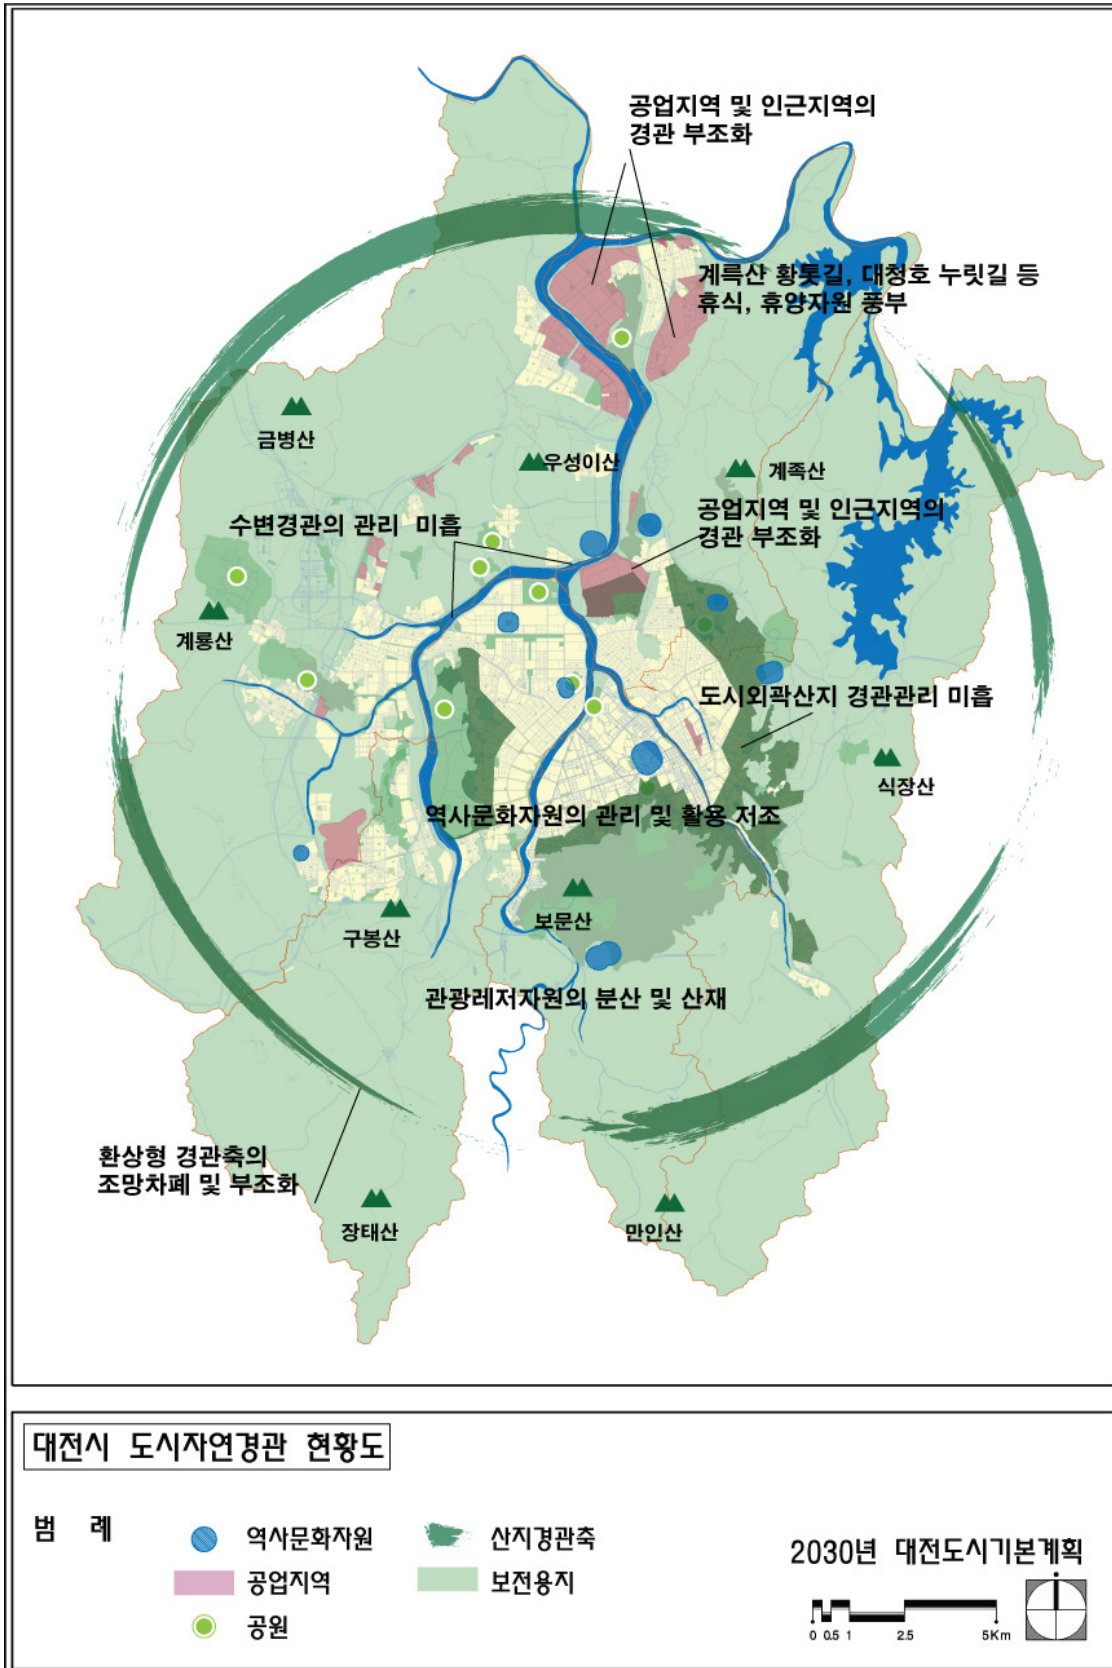 공업지역 및 인근지역의
경관 부조화
계륵산 황톳길, 대청호 누릿길 등
휴식, 휴양자원 풍부
금병산
우성이산
계족산
수변경관의 관리 미흡
공업지역 및 인근지역의
경관 부조화
계룡산
도시외곽산지 경관관리 미흡
식장산
역사문화자원의 관리 및 활용 저조
보문산
구봉산
관광레저자원의 분산 및 산재
환상형 경관축의
조망차폐 및 부조화
장태산
만인산
대전시 도시자연경관 현황도
범 례
역사문화자원
산지경관축
공업지역
보전용지
공원
2030년 대전도시기본계획
0 0.5 1 2.5 5Km